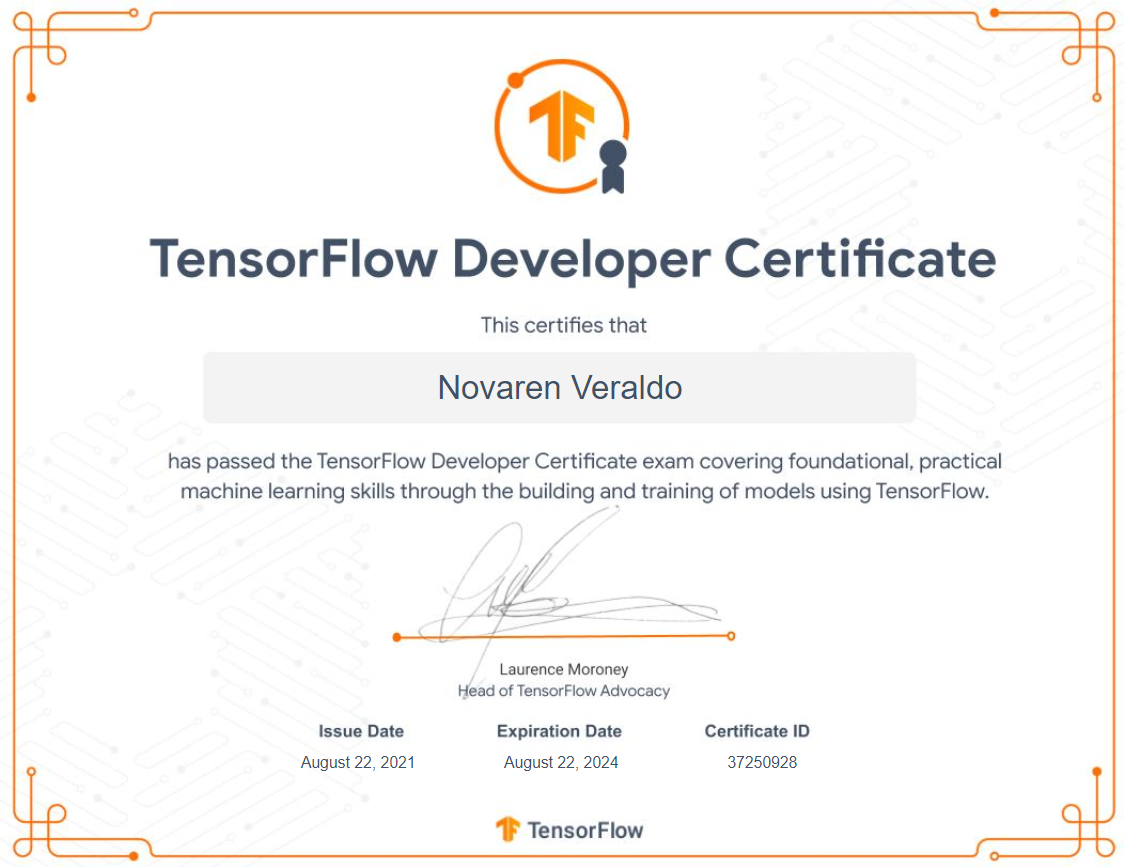 TensorFlow Developer Certificate
This certifies that
Novaren Veraldo
has passed the TensorFlow Developer Certificate exam covering foundational, practical
machine learning skills through the building and training of models using TensorFlow.
Laurence Moroney
Head of TensorFlow Advocacy
Issue Date Expiration Date Certificate ID
August 22, 2021 August 22, 2024 37250928
TensorFlow